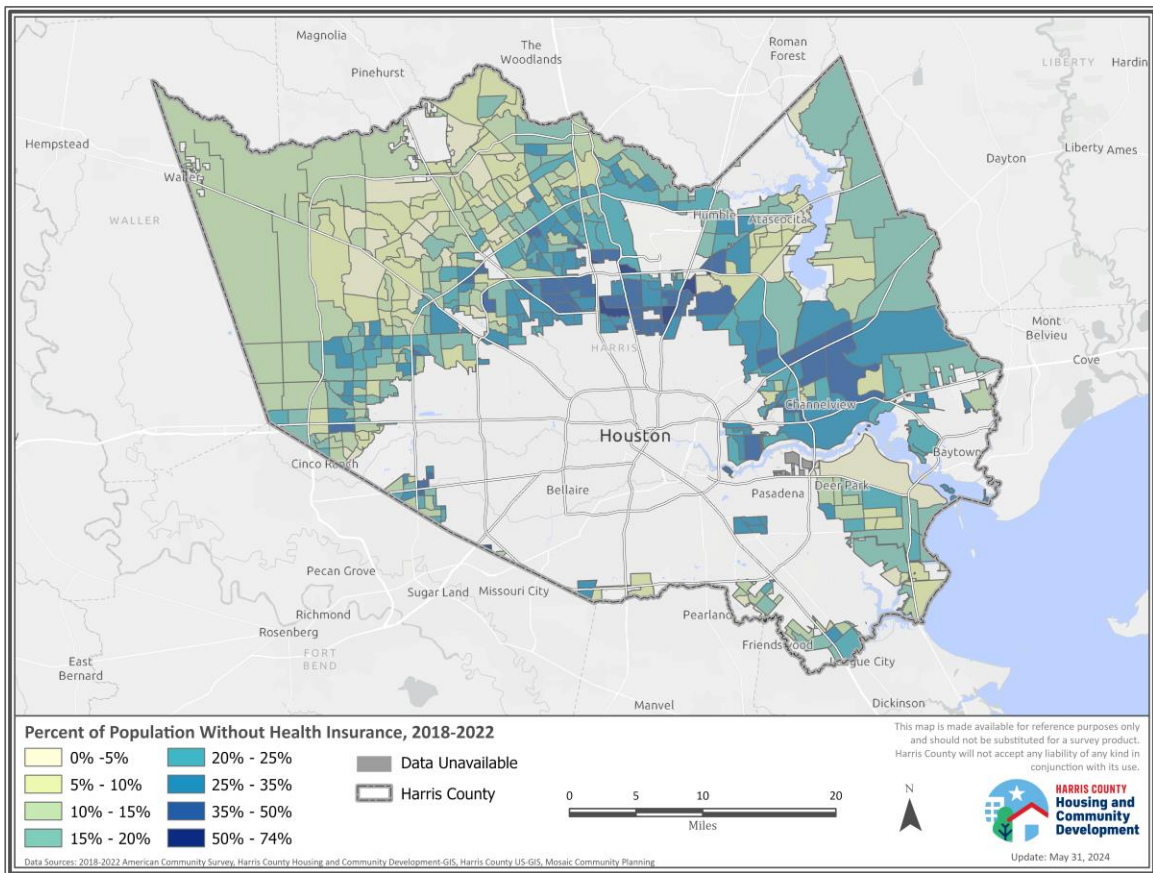 Magnolia
The
Woodlands
Roman
Forest
LIBERTY
Hardin
Pinehurst
Hempstead
Waller
Dayton
Liberty Ames
WALLER
Humble
Atascocita
HARRIS
Mont
Belvieu
Cove
Channelview
Houston
Cinco Ranch
Baytown
Bellaire
Pasadena
Deer Park
Pecan Grove
Sugar Land
Missouri City
Richmond
Pearland
Rosenberg
FORT
BEND
Friendswood
League City
East
Bernard
Manvel
Dickinson
Percent of Population Without Health Insurance, 2018-2022
0% -5%
5% - 10%
10% - 15%
15% - 20%
20% - 25%
25% - 35%
35% - 50%
50% - 74%
Data Unavailable
Harris County
0 5 10 20
Miles
N
This map is made available for reference purposes only
and should not be substituted for a survey product.
Harris County will not accept any liability of any kind in
conjunction with its use.
HARRIS COUNTY
Housing and
Community
Development
Update: May 31, 2024
Data Sources: 2018-2022 American Community Survey, Harris County Housing and Community Development-GIS, Harris County US-GIS, Mosaic Community Planning